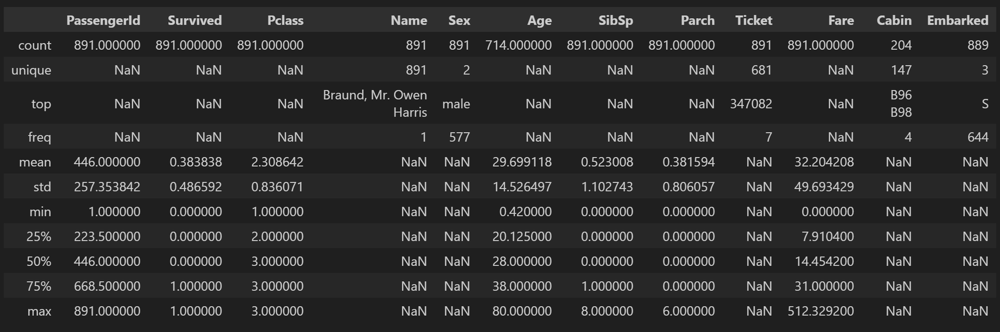 PassengerId Survived Pclass Name Sex Age SibSp Parch Ticket Fare Cabin Embarked
count 891.000000 891.000000 891.000000 891 891 714.000000 891.000000 891.000000 891 891.000000 204 889
unique NaN NaN NaN 891 2 NaN NaN NaN 681 NaN 147 3
top NaN NaN NaN Braund, Mr. Owen Harris male NaN NaN NaN 347082 NaN B96 B98 S
freq NaN NaN NaN 1 577 NaN NaN NaN 7 NaN 4 644
mean 446.000000 0.383838 2.308642 NaN NaN 29.699118 0.523008 0.381594 NaN 32.204208 NaN NaN
std 257.353842 0.486592 0.836071 NaN NaN 14.526497 1.102743 0.806057 NaN 49.693429 NaN NaN
min 1.000000 0.000000 1.000000 NaN NaN 0.420000 0.000000 0.000000 NaN 0.000000 NaN NaN
25% 223.500000 0.000000 2.000000 NaN NaN 20.125000 0.000000 0.000000 NaN 7.910400 NaN NaN
50% 446.000000 0.000000 3.000000 NaN NaN 28.000000 0.000000 0.000000 NaN 14.454200 NaN NaN
75% 668.500000 1.000000 3.000000 NaN NaN 38.000000 1.000000 0.000000 NaN 31.000000 NaN NaN
max 891.000000 1.000000 3.000000 NaN NaN 80.000000 8.000000 6.000000 NaN 512.329200 NaN NaN